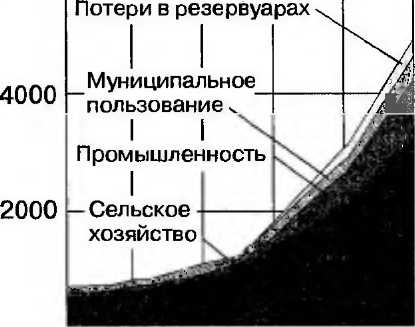 Потери в резервуарах
4000
Муниципальное
пользование
Промышленность
2000
Сельское
хозяйство